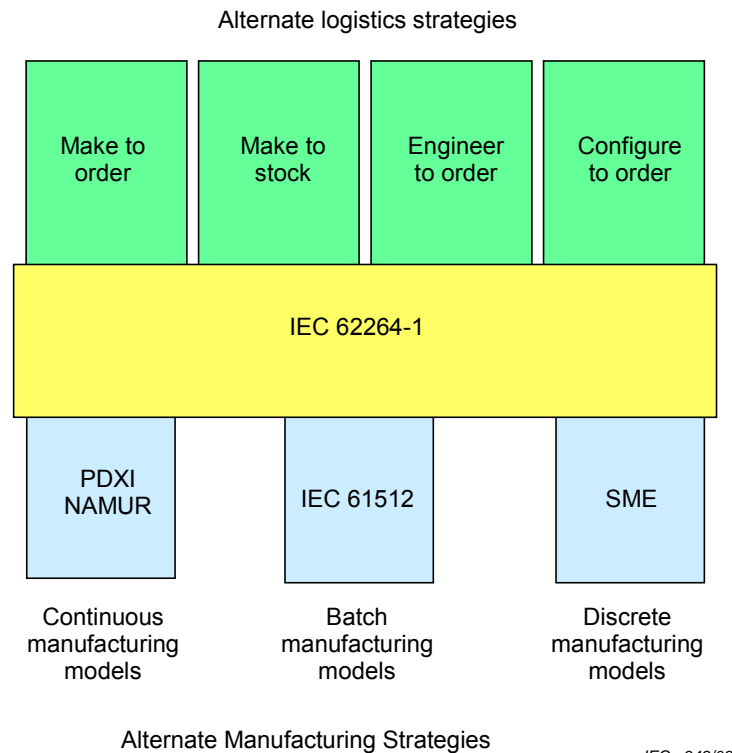 Alternate logistics strategies
Make to
order
Make to
stock
Engineer
to order
Configure
to order
IEC 62264-1
PDXI
NAMUR
IEC 61512
SME
Continuous
manufacturing
models
Batch
manufacturing
models
Discrete
manufacturing
models
Alternate Manufacturing Strategies
IEC